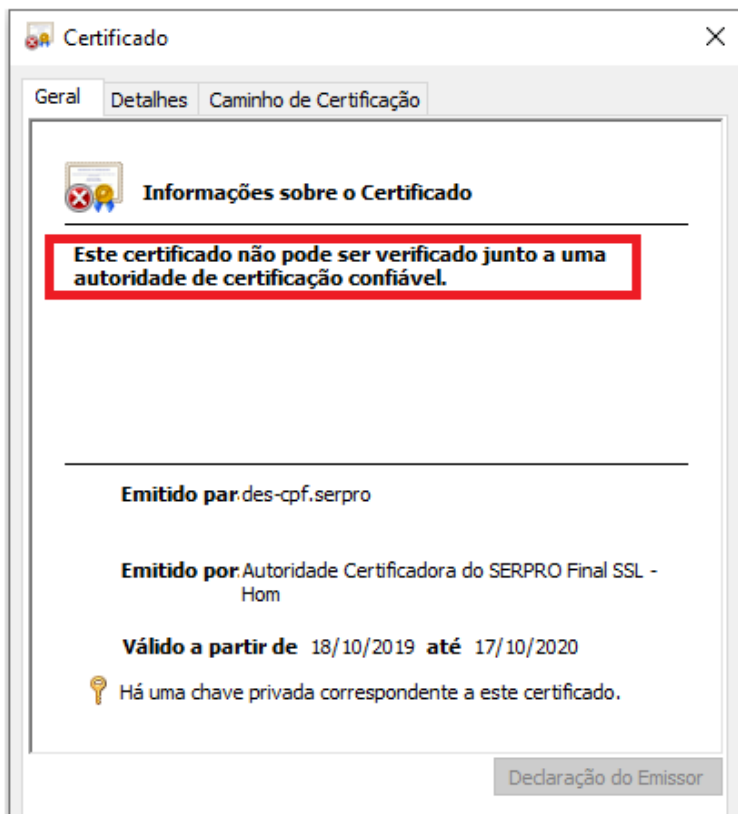 Certificado
Geral Detalhes Caminho de Certificação
Informações sobre o Certificado
Este certificado não pode ser verificado junto a uma
autoridade de certificação confiável.
Emitido par des-cpf.serpro
Emitido por: Autoridade Certificadora do SERPRO Final SSL -
Hom
Válido a partir de 18/10/2019 até 17/10/2020
Há uma chave privada correspondente a este certificado.
Declaração do Emissor